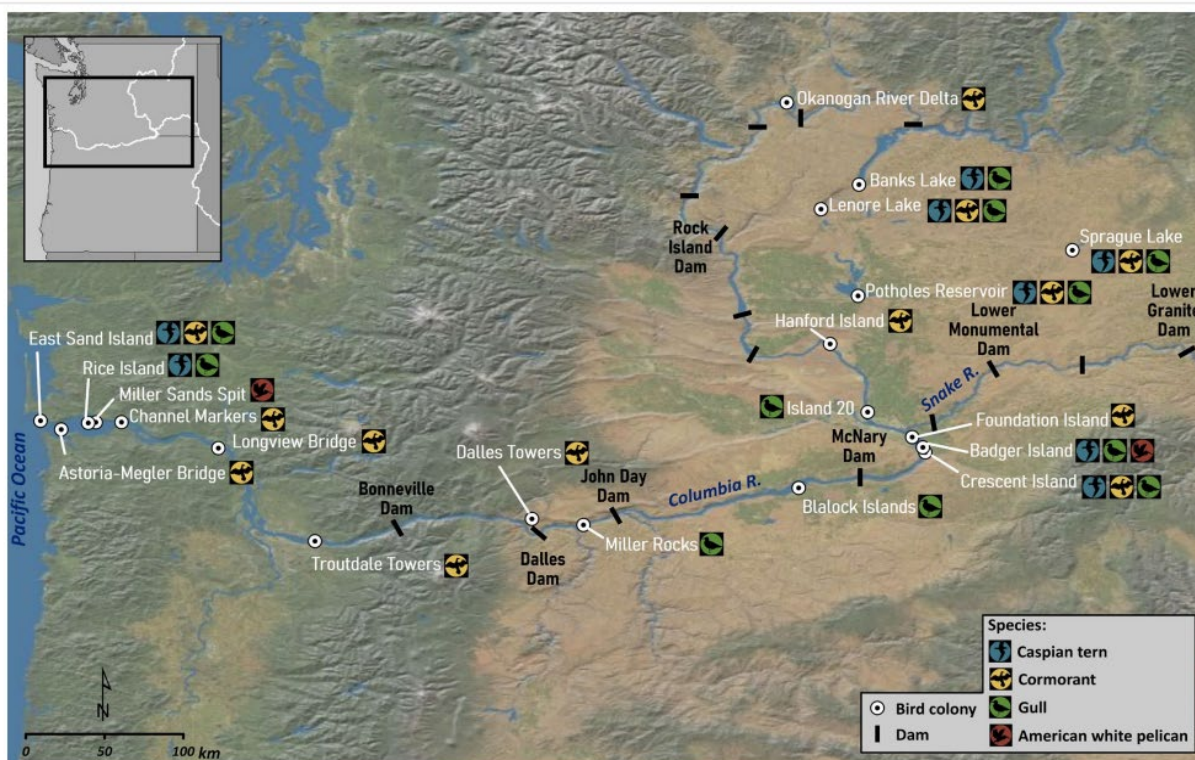 Okanogan River Delta
Banks Lake
Lenore Lake
Rock
Island
Dam
Sprague Lake
Potholes Reservoir
Hanford Island
Lower
Monumental
Dam
Lower
Granite
Dam
East Sand Island
Rice Island
Miller Sands Spit
Channel Markers
Longview Bridge
Astoria-Megler Bridge
Pacific Ocean
Island 20
Snake R.
Foundation Island
Badger Island
Crescent Island
McNary
Dam
Dalles Towers
John Day
Dam
Columbia R.
Blalock Islands
Bonneville
Dam
Troutdale Towers
Dalles
Dam
Miller Rocks
N
0 50 100 km
Species:
Caspian tern
Cormorant
Gull
American white pelican
Bird colony
Dam